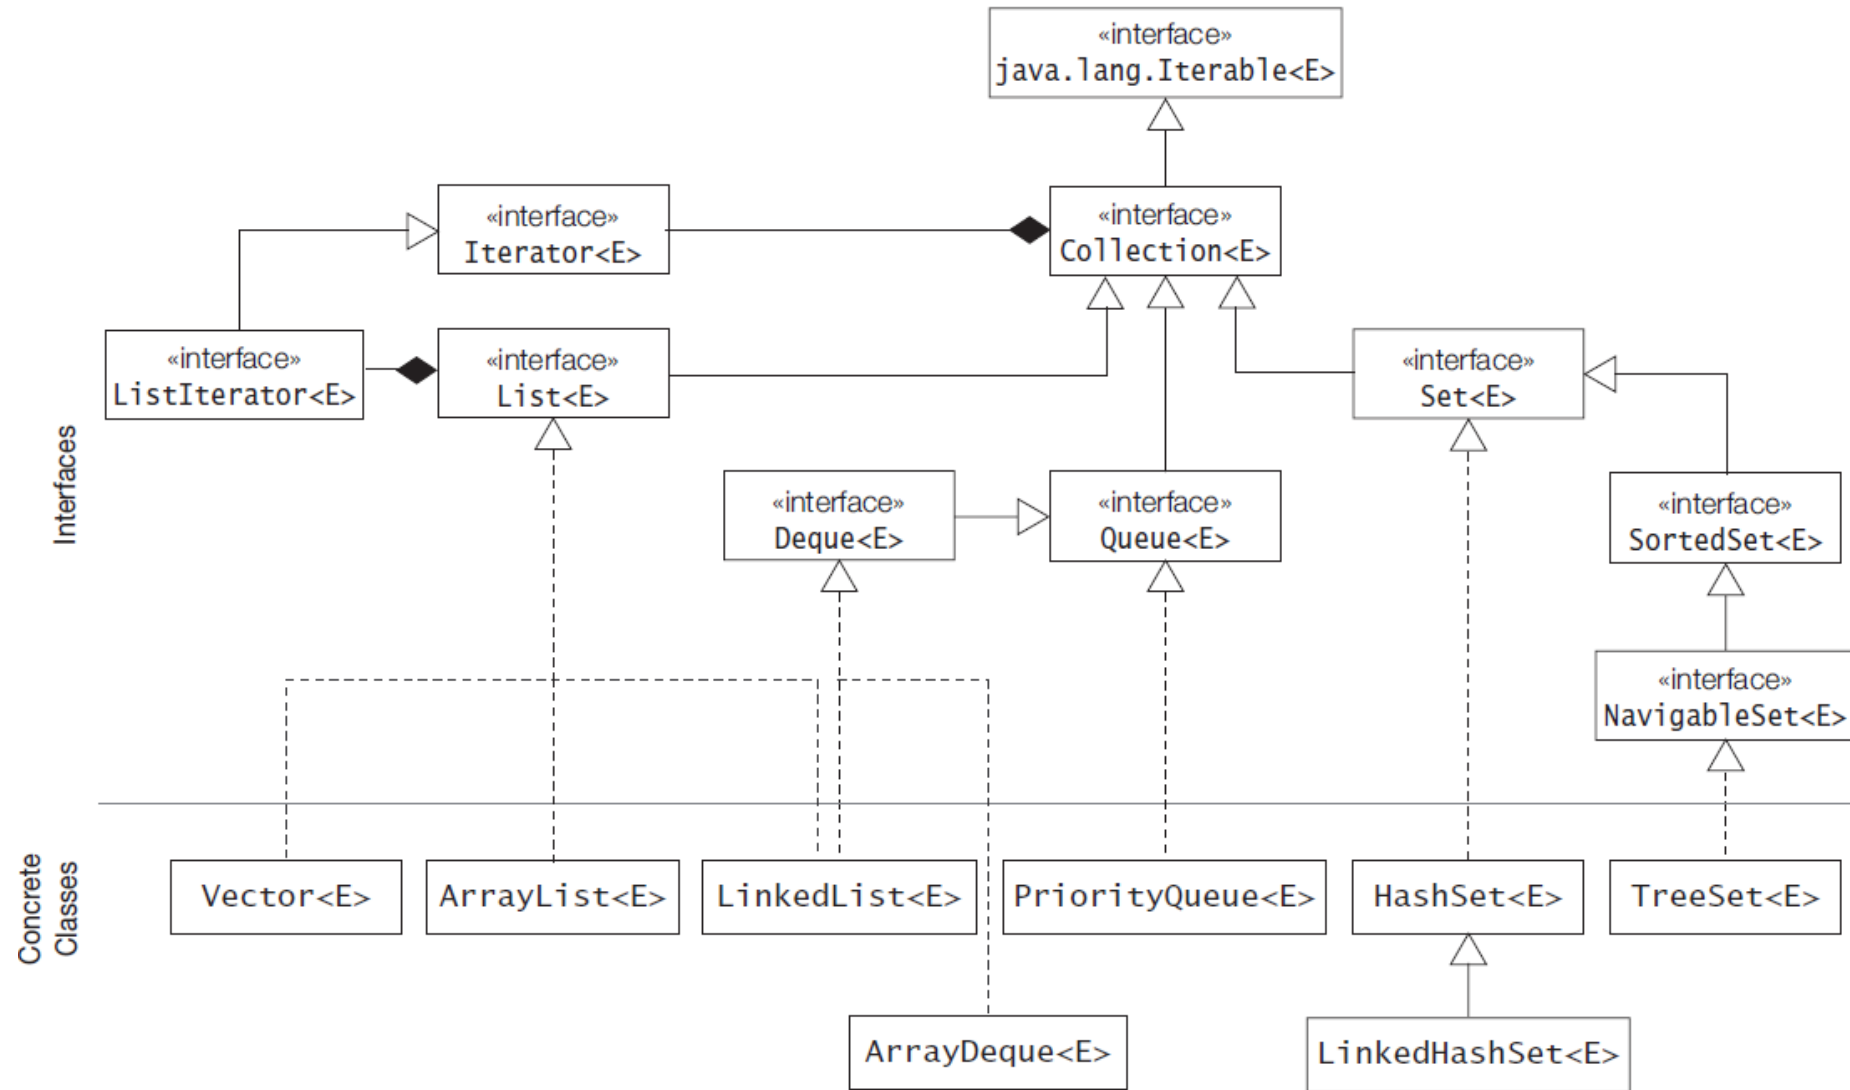 «interface»
java.lang.Iterable<E>
«interface»
Iterator<E>
«interface»
Collection<E>
«interface»
ListIterator<E>
«interface»
List<E>
«interface»
Set<E>
Interfaces
«interface»
Deque<E>
«interface»
Queue<E>
«interface»
SortedSet<E>
«interface»
NavigableSet<E>
Concrete
Classes
Vector<E>
ArrayList<E>
LinkedList<E>
PriorityQueue<E>
HashSet<E>
TreeSet<E>
ArrayDeque<E>
LinkedHashSet<E>